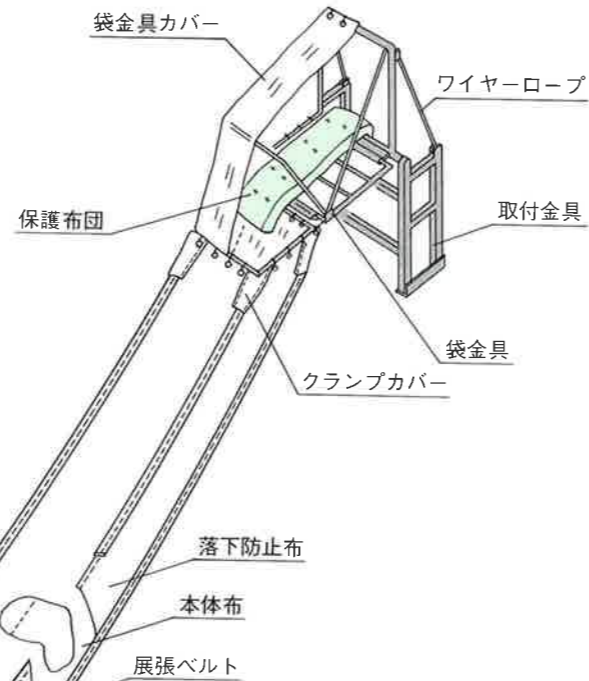 袋金具カバー
ワイヤーロープ
保護布団
取付金具
袋金具
クランプカバー
落下防止布
本体布
展張ベルト